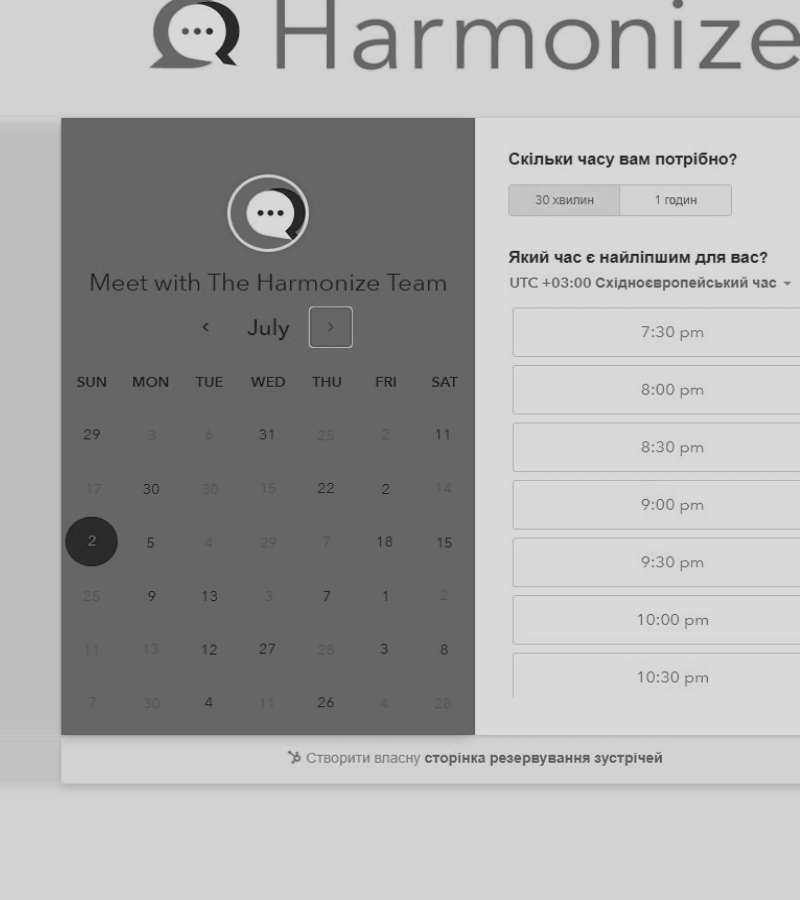 Harmonize
Meet with The Harmonize Team
July
SUN MON TUE WED THU FRI SAT
29 3 6 31 25 2 11
17 30 30 15 22 2 14
2 5 4 29 7 18 15
25 9 13 3 7 1 2
11 13 12 27 28 3 8
7 30 4 11 26 4 28
Скільки часу вам потрібно?
30 хвилин 1 годин
Який час є найліпшим для вас?
UTC +03:00 Східноєвропейський час
7:30 pm
8:00 pm
8:30 pm
9:00 pm
9:30 pm
10:00 pm
10:30 pm
Створити власну сторінка резервування зустрічей